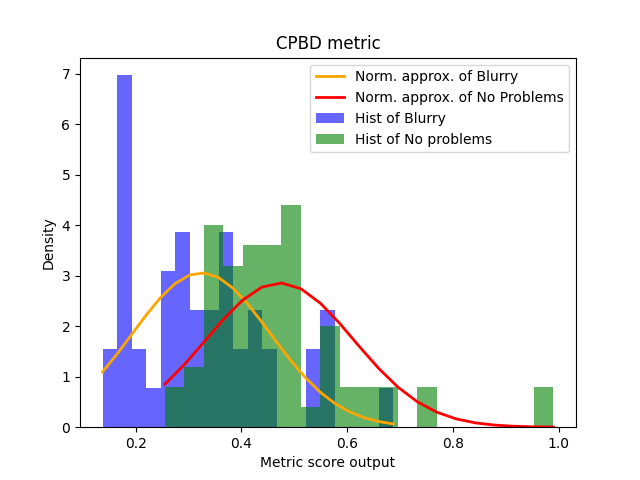 CPBD metric
Norm. approx. of Blurry
Norm. approx. of No Problems
Hist of Blurry
Hist of No problems
Density
7
6
5
4
3
2
1
0
0.2 0.4 0.6 0.8 1.0
Metric score output